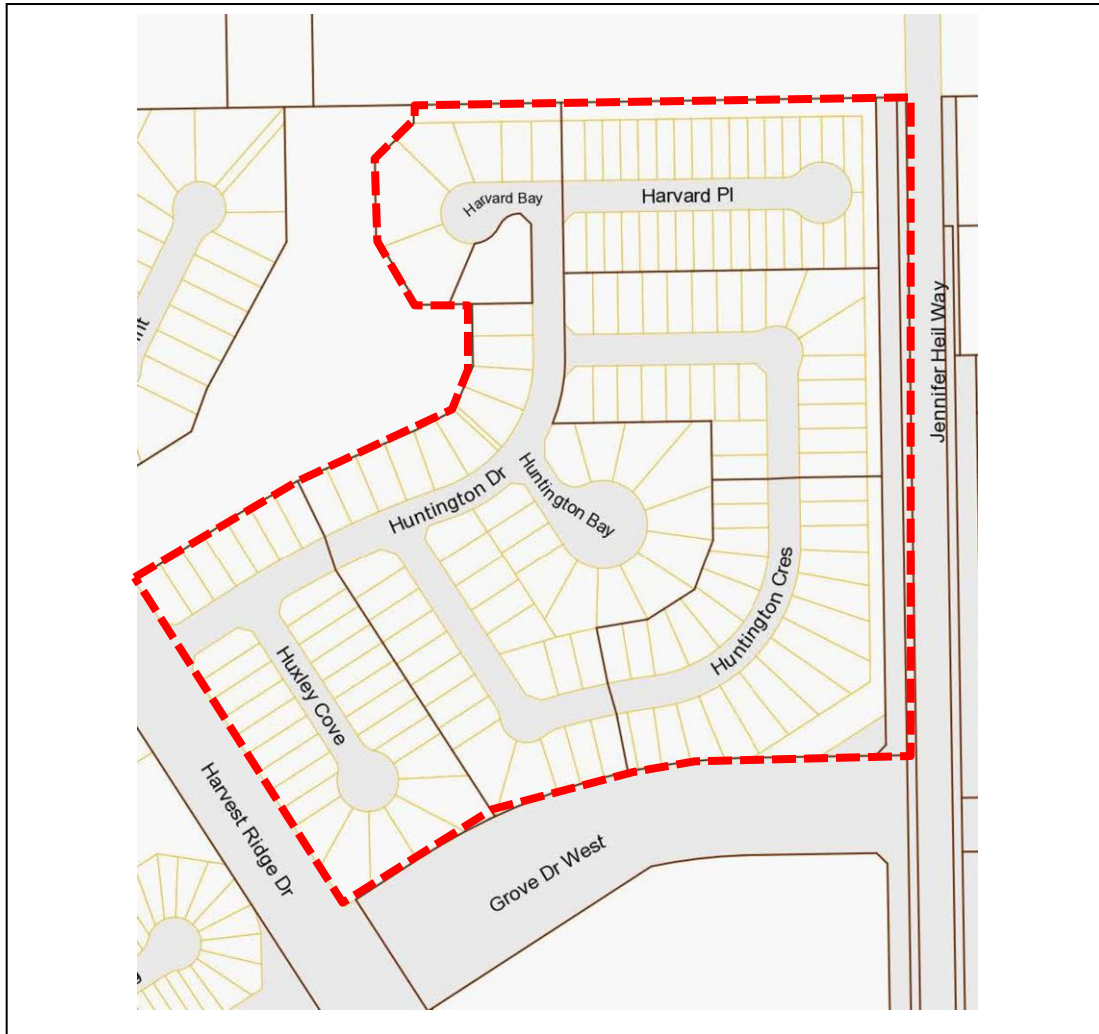 Harvard Bay
Harvard Pl
Jennifer Heil Way
Huntington Dr
Huntington Bay
Huntington Cres
Huxley Cove
Harvest Ridge Dr
Grove Dr West